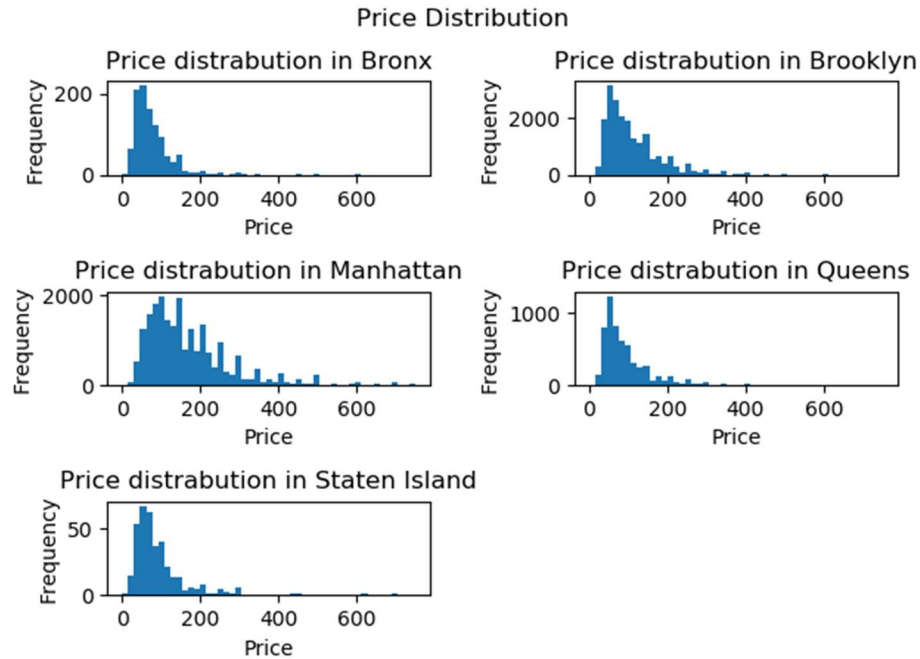 Price Distribution
Price distrabution in Bronx
200
0
Frequency
0 200 400 600
Price
Price distrabution in Brooklyn
2000
0
Frequency
0 200 400 600
Price
Price distrabution in Manhattan
2000
0
Frequency
0 200 400 600
Price
Price distrabution in Queens
1000
0
Frequency
0 200 400 600
Price
Price distrabution in Staten Island
50
0
Frequency
0 200 400 600
Price